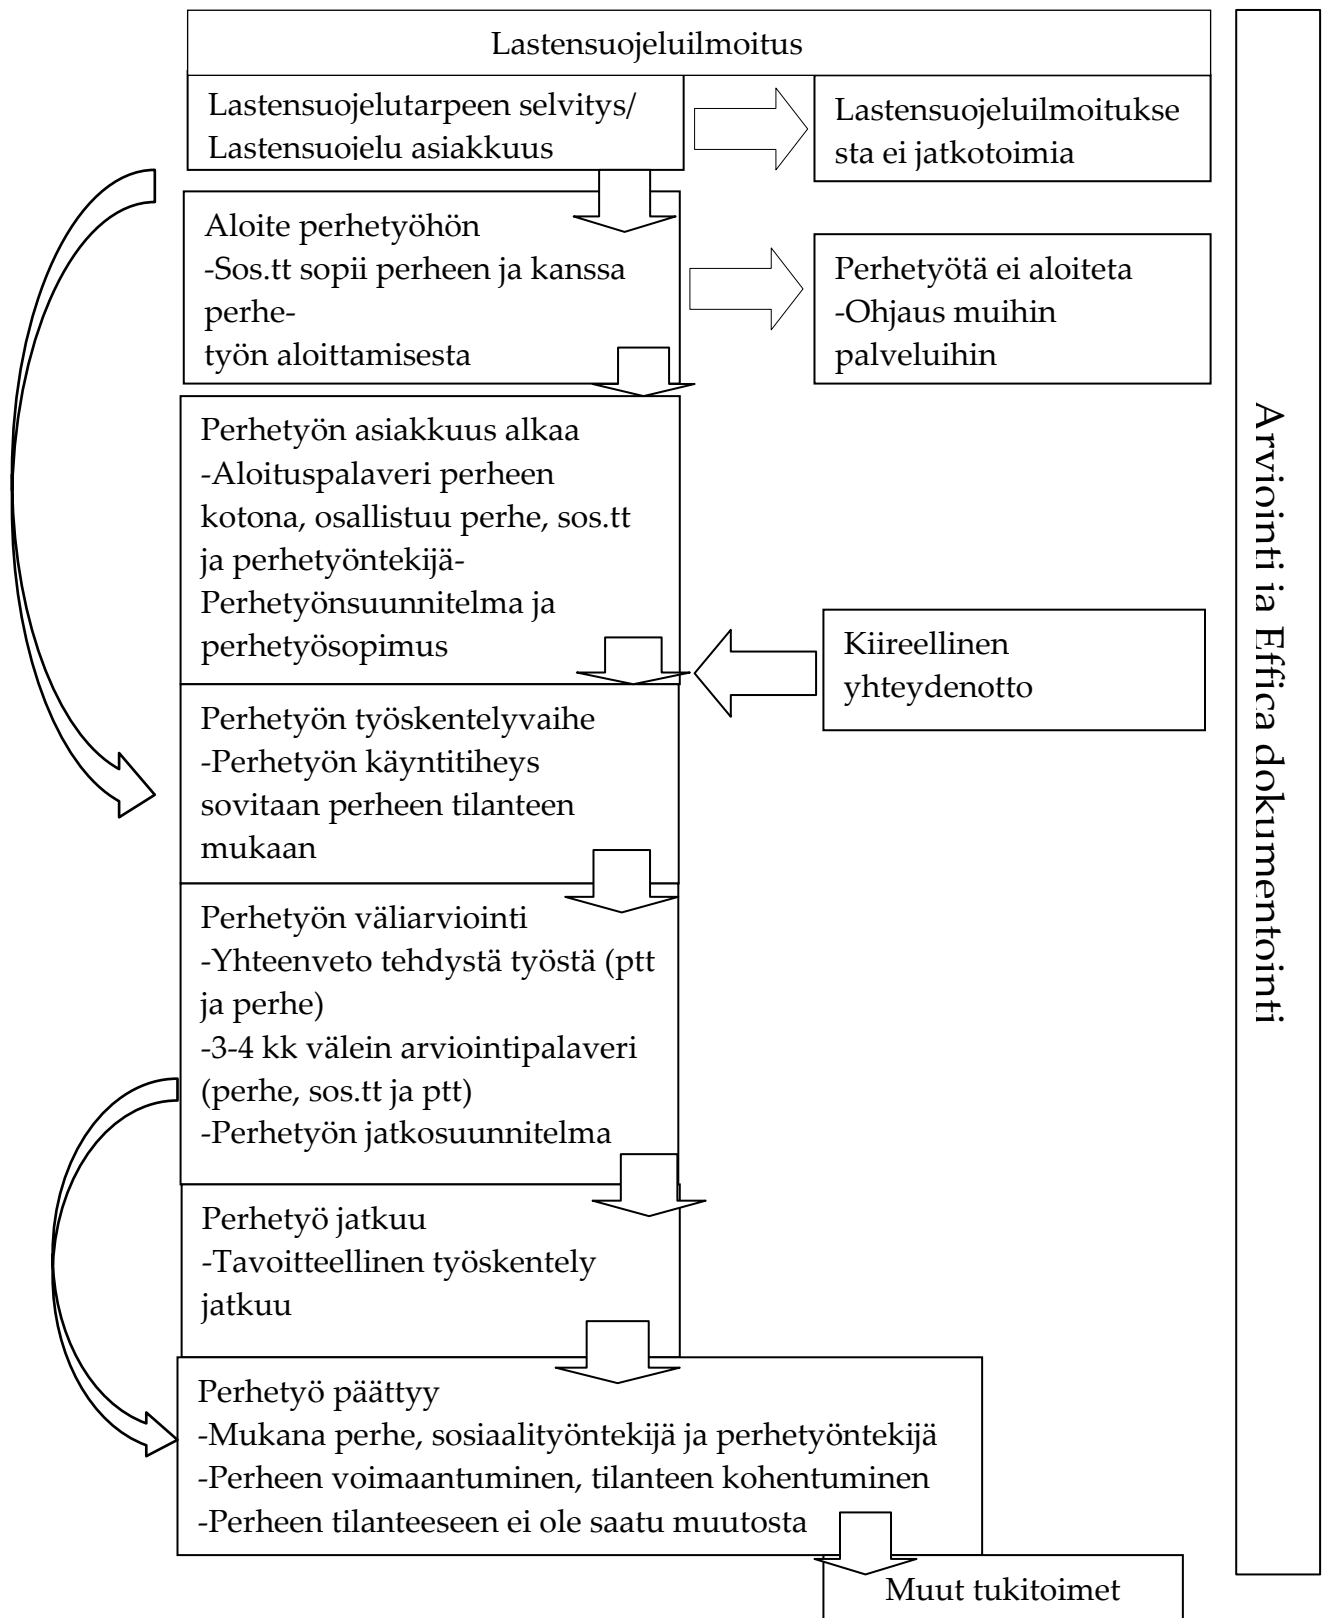 Lastensuojeluilmoitus
Lastensuojelutarpeen selvitys/
Lastensuojelu asiakkuus
Lastensuojeluilmoitukse
sta ei jatkotoimia
Aloite perhetyöhön
-Sos.tt sopii perheen ja kanssa
perhe-
työn aloittamisesta
Perhetyötä ei aloiteta
-Ohjaus muihin
palveluihin
Perhetyön asiakkuus alkaa
-Aloituspalaveri perheen
kotona, osallistuu perhe, sos.tt
ja perhetyöntekijä-
Perhetyönsuunnitelma ja
perhetyösopimus
Kiireellinen
yhteydenotto
Perhetyön työskentelyvaihe
-Perhetyön käyntitiheys
sovitaan perheen tilanteen
mukaan
Perhetyön väliarviointi
-Yhteenveto tehdystä työstä (ptt
ja perhe)
-3-4 kk välein arviointipalaveri
(perhe, sos.tt ja ptt)
-Perhetyön jatkosuunnitelma
Perhetyö jatkuu
-Tavoitteellinen työskentely
jatkuu
Perhetyö päättyy
-Mukana perhe, sosiaalityöntekijä ja perhetyöntekijä
-Perheen voimaantuminen, tilanteen kohentuminen
-Perheen tilanteeseen ei ole saatu muutosta
Muut tukitoimet
Arviointi ja Effica dokumentointi